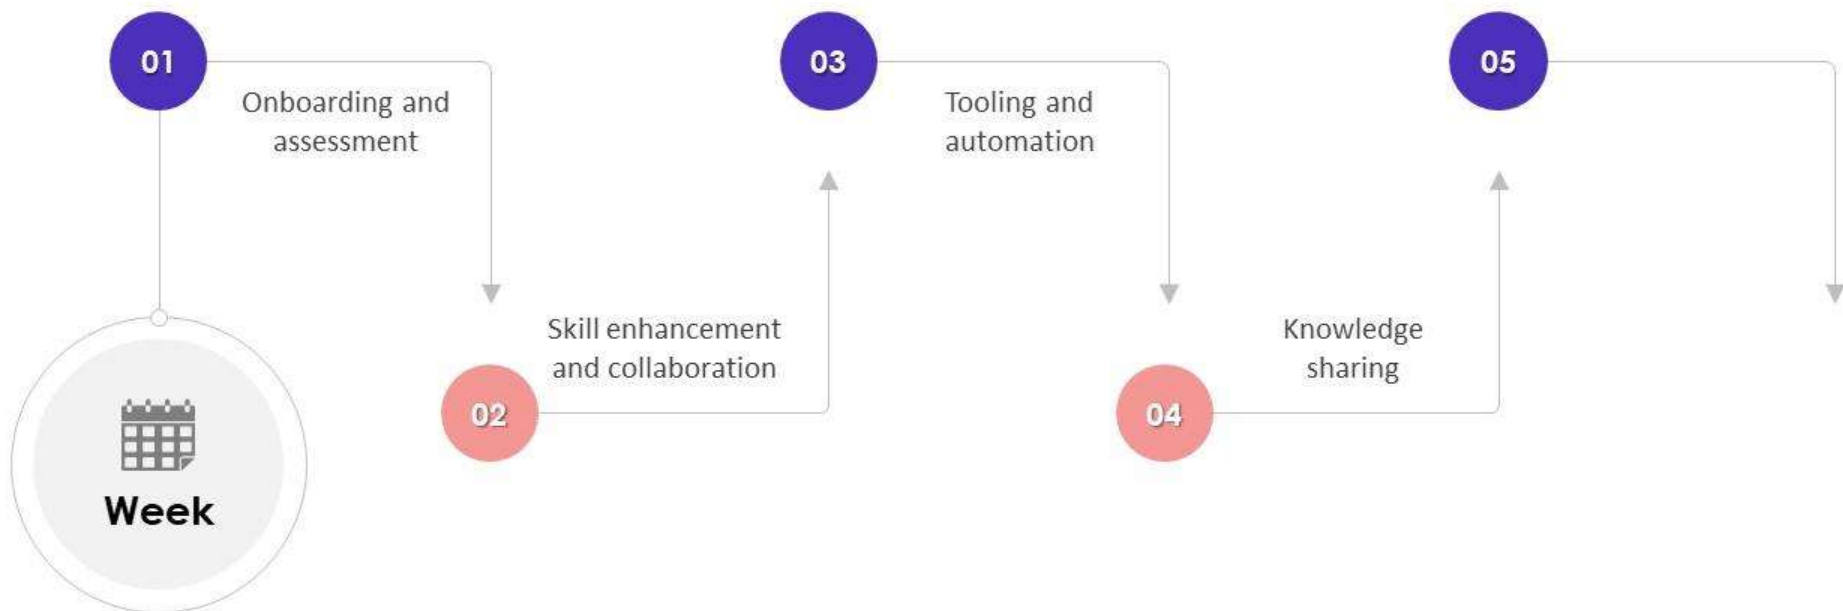 01
Onboarding and
assessment
02
Skill enhancement
and collaboration
03
Tooling and
automation
04
Knowledge
sharing
05
Week